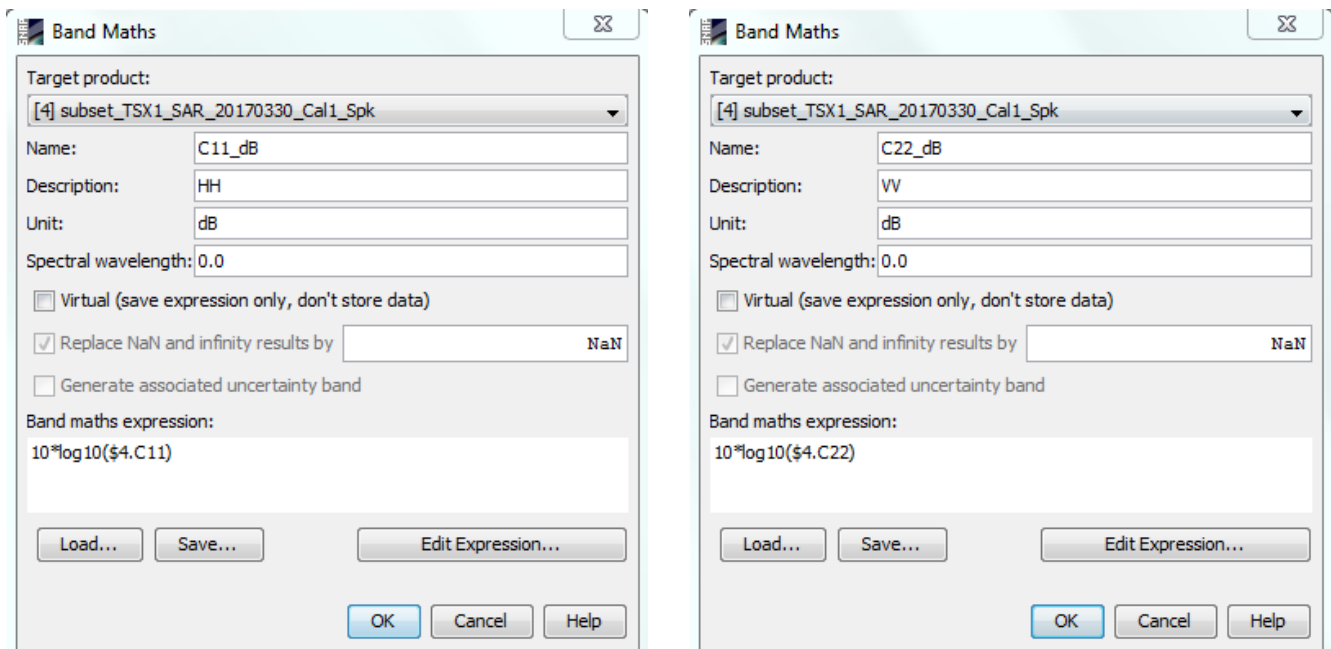 Band Maths
Target product:
[4] subset_TSX1_SAR_20170330_Cal1_Spk
Name: C11_dB
Description: HH
Unit: dB
Spectral wavelength: 0.0
Virtual (save expression only, don't store data)
Replace NaN and infinity results by NaN
Generate associated uncertainty band
Band maths expression:
10*log10($4.C11)
Load... Save... Edit Expression...
OK Cancel Help
Band Maths
Target product:
[4] subset_TSX1_SAR_20170330_Cal1_Spk
Name: C22_dB
Description: VV
Unit: dB
Spectral wavelength: 0.0
Virtual (save expression only, don't store data)
Replace NaN and infinity results by NaN
Generate associated uncertainty band
Band maths expression:
10*log10($4.C22)
Load... Save... Edit Expression...
OK Cancel Help